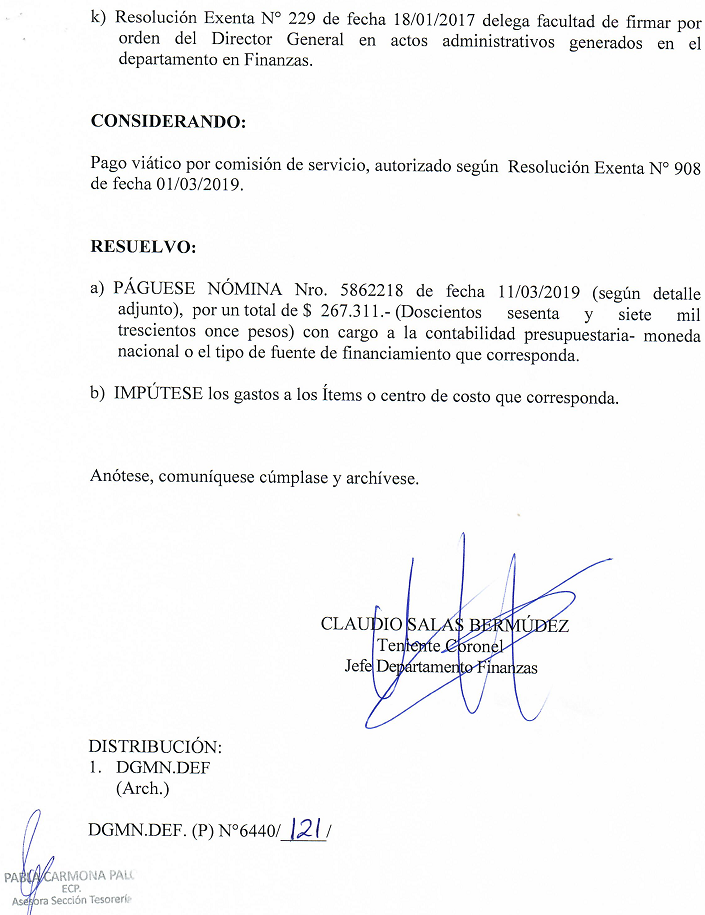 k) Resolución Exenta N° 229 de fecha 18/01/2017 delega facultad de firmar por
orden del Director General en actos administrativos generados en el
departamento en Finanzas.
CONSIDERANDO:
Pago viático por comisión de servicio, autorizado según Resolución Exenta N° 908
de fecha 01/03/2019.
RESUELVO:
a) PÁGUESE NÓMINA Nro. 5862218 de fecha 11/03/2019 (según detalle
adjunto), por un total de $ 267.311.- (Doscientos sesenta y siete mil
trescientos once pesos) con cargo a la contabilidad presupuestaria- moneda
nacional o el tipo de fuente de financiamiento que corresponda.
b) IMPÚTESE los gastos a los Ítems o centro de costo que corresponda.
Anótese, comuníquese cúmplase y archívese.
CLAUDIO SALAS BERMÚDEZ
Teniente Coronel
Jefe Departamento Finanzas
DISTRIBUCIÓN:
1. DGMN.DEF
(Arch.)
DGMN.DEF. (P) N°6440/ 121 /
CARMONA
ECP.
Asesora Sección